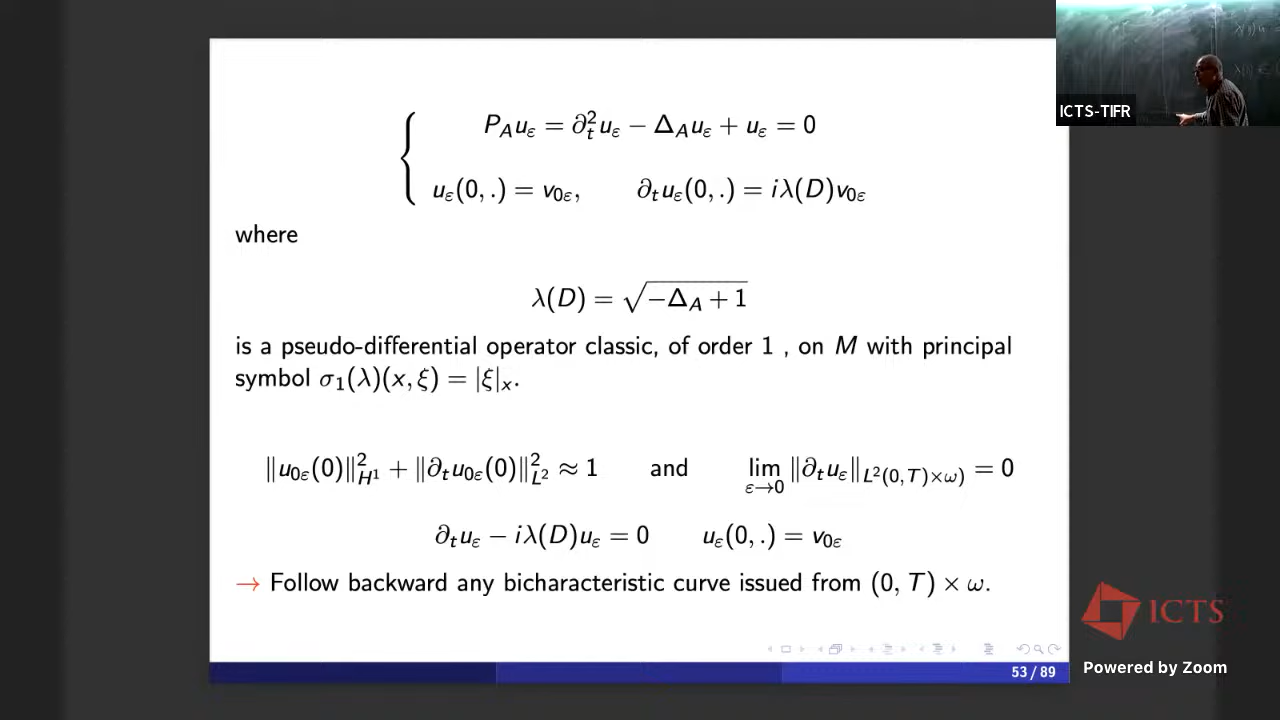 P_A u_ε = ∂_t^2 u_ε − Δ_A u_ε + u_ε = 0
u_ε(0, .) = v_{0ε}, ∂_t u_ε(0, .) = iλ(D)v_{0ε}
where
λ(D) = √(−Δ_A + 1)
is a pseudo-differential operator classic, of order 1 , on M with principal
symbol σ_1(λ)(x, ξ) = |ξ|_x.
‖u_{0ε}(0)‖^2_{H^1} + ‖∂_t u_{0ε}(0)‖^2_{L^2} ≈ 1 and lim_{ε→0} ‖∂_t u_ε‖_{L^2(0,T)×ω)} = 0
∂_t u_ε − iλ(D)u_ε = 0 u_ε(0, .) = v_{0ε}
→ Follow backward any bicharacteristic curve issued from (0, T) × ω.
53 / 89
ICTS-TIFR
ICTS
Powered by Zoom